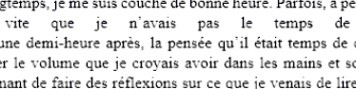 gtemps, je me suis couché de bonne heure. Parfois, à pe
vite que je n'avais pas le temps de
une demi-heure après, la pensée qu'il était temps de
er le volume que je croyais avoir dans les mains et so
nant de faire des réflexions sur ce que je venais de lire